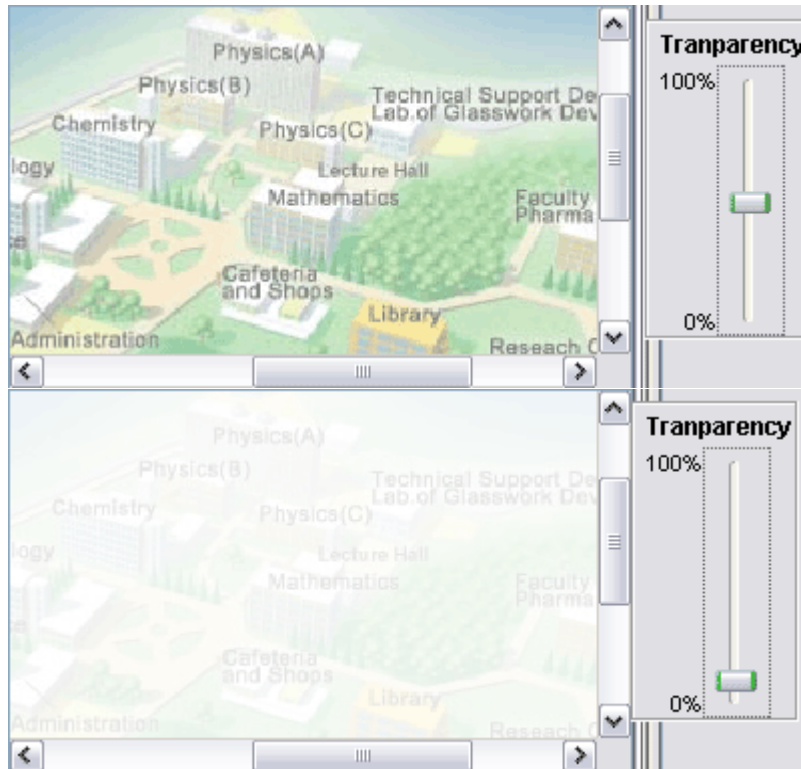 Physics(A)
Tranparency
100%
Physics(B)
Technical Support De
Lab.of Glasswork Dev
Chemistry
Physics(C)
logy
Lecture Hall
Mathematics
Faculty
Pharma
se
Cafeteria
and Shops
Library
0%
Administration
Reseach C
Physics(A)
Tranparency
100%
Physics(B)
Technical Support De
Lab.of Glasswork Dev
Chemistry
Physics(C)
logy
Lecture Hall
Mathematics
Faculty
Pharma
se
Cafeteria
and Shops
Library
0%
Administration
Reseach C